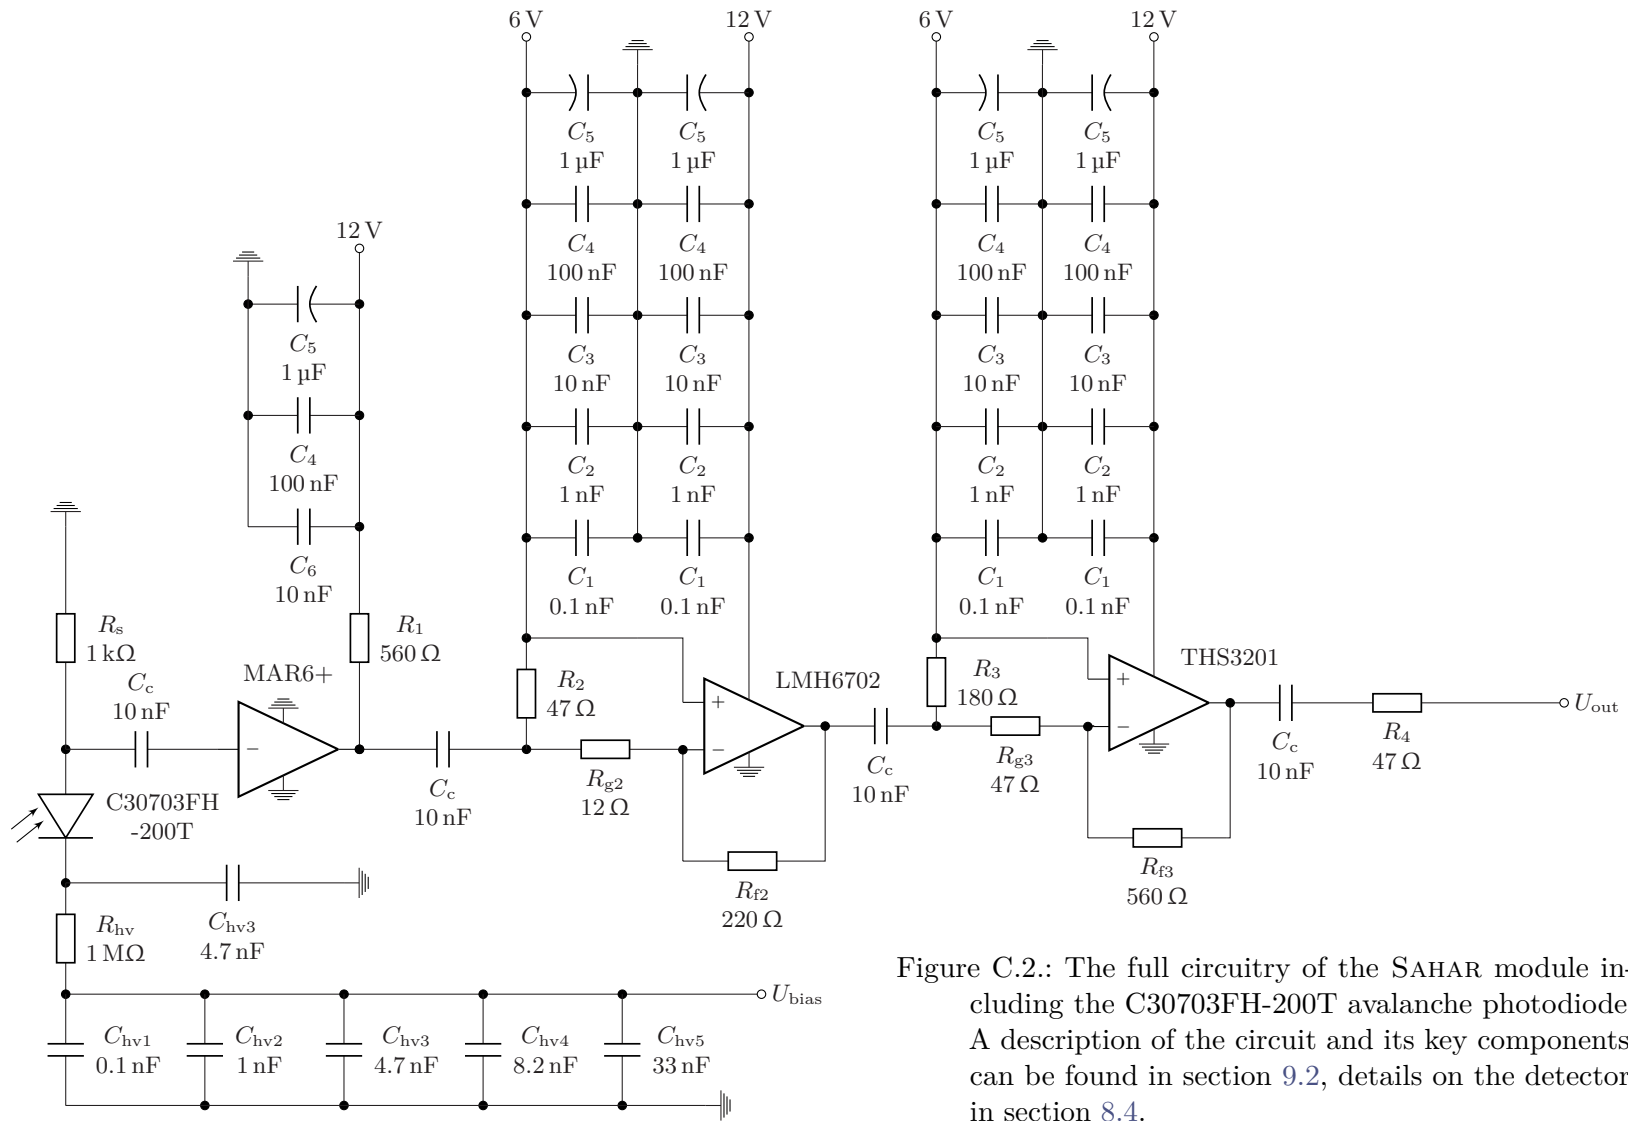 6 V
12 V
6 V
12 V
C5
1 µF
C5
1 µF
C5
1 µF
C5
1 µF
C4
100 nF
C4
100 nF
C4
100 nF
C4
100 nF
12 V
C3
10 nF
C3
10 nF
C3
10 nF
C3
10 nF
C5
1 µF
C2
1 nF
C2
1 nF
C2
1 nF
C2
1 nF
C4
100 nF
C1
0.1 nF
C1
0.1 nF
C1
0.1 nF
C1
0.1 nF
C6
10 nF
Rs
1 kΩ
R1
560 Ω
MAR6+
Cc
10 nF
−
R2
47 Ω
+
−
LMH6702
R3
180 Ω
+
−
THS3201
Uout
Cc
10 nF
Rg2
12 Ω
Cc
10 nF
Rg3
47 Ω
Cc
10 nF
R4
47 Ω
C30703FH
-200T
Rf2
220 Ω
Rf3
560 Ω
Rhv
1 MΩ
Chv3
4.7 nF
Ubias
Chv1
0.1 nF
Chv2
1 nF
Chv3
4.7 nF
Chv4
8.2 nF
Chv5
33 nF
Figure C.2.: The full circuitry of the SAHAR module in-
cluding the C30703FH-200T avalanche photodiode
A description of the circuit and its key components
can be found in section 9.2, details on the detector
in section 8.4.